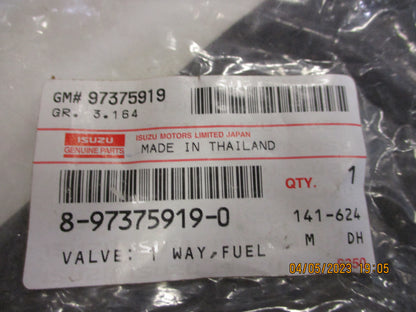 GM# 97375919
GR. 3.164
ISUZU
GENUINE PARTS
ISUZU MOTORS LIMITED JAPAN
MADE IN THAILAND
QTY. 1
8-97375919-0
141-624
VALVE: 1 WAY, FUEL
M DH
04/03/2023 19:05